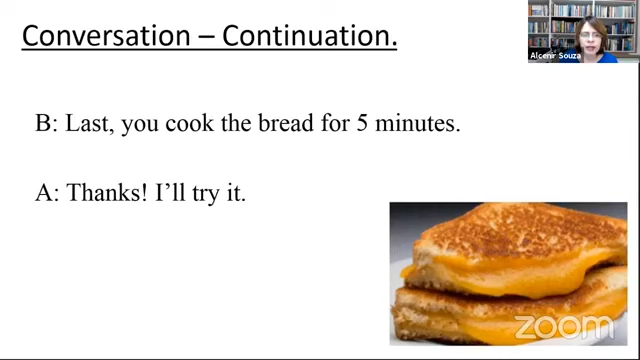 Conversation – Continuation.
Alcenir Souza
B: Last, you cook the bread for 5 minutes.
A: Thanks! I’ll try it.
zoom